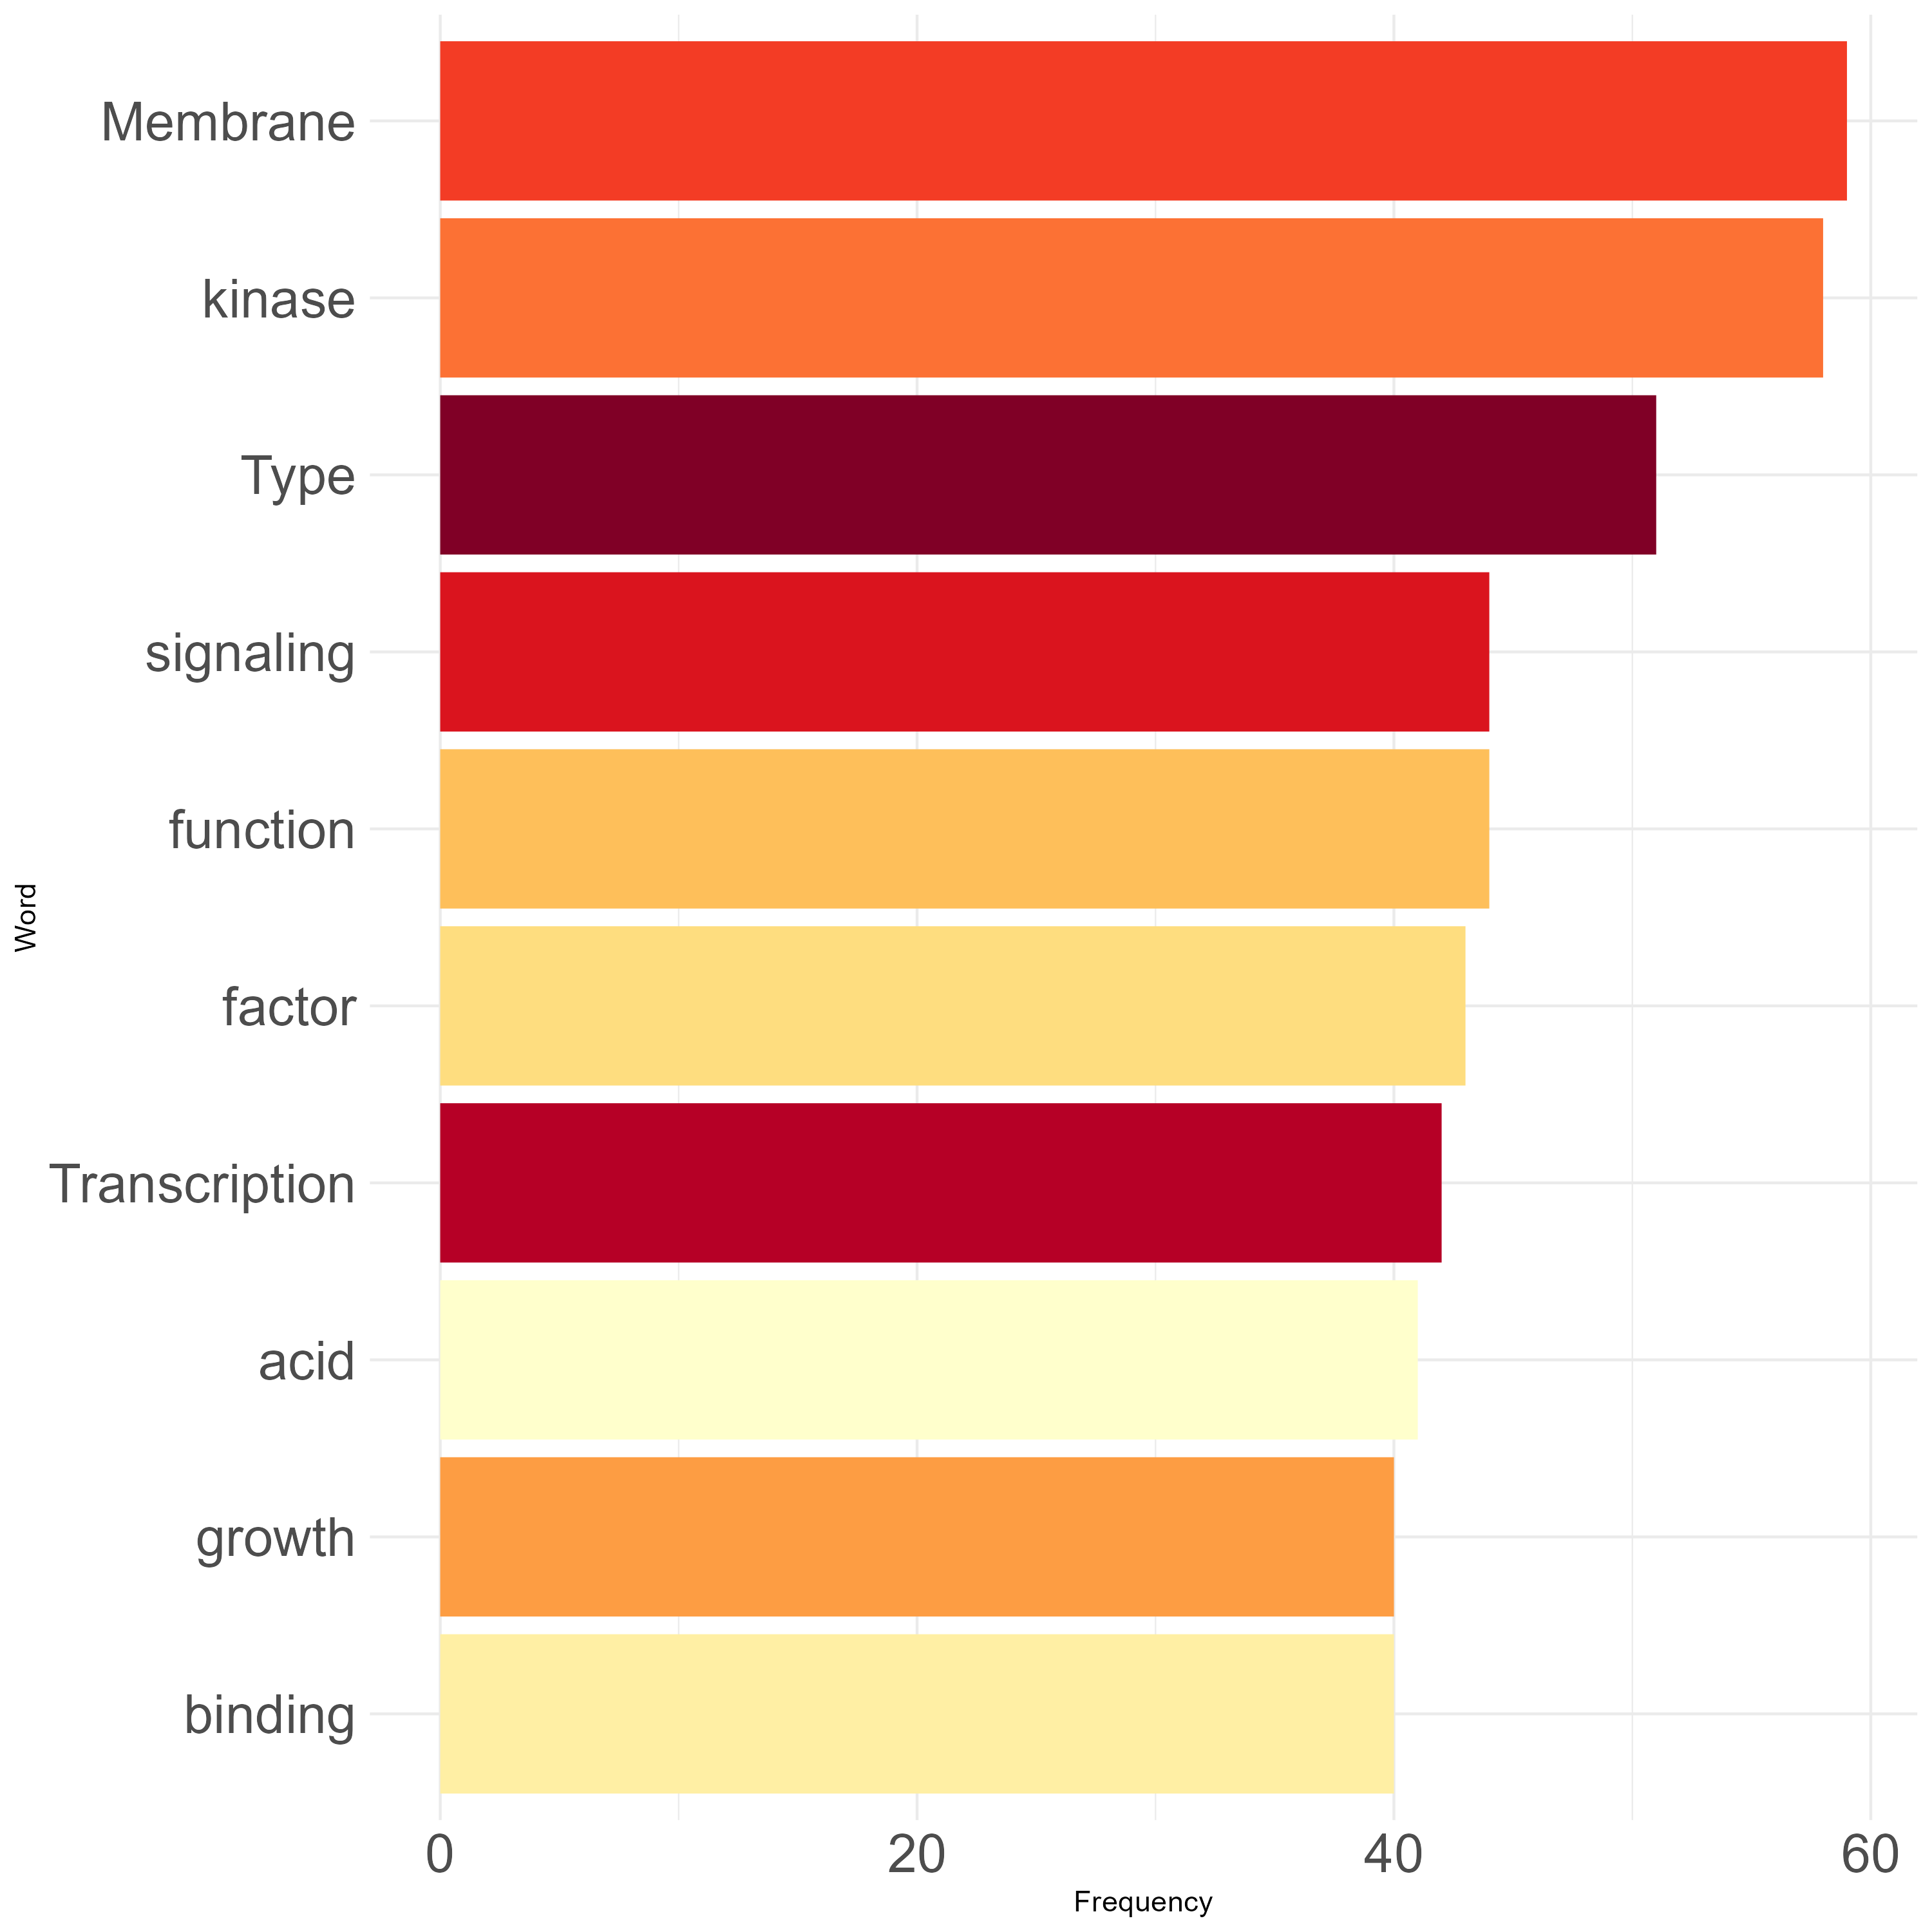 Membrane
kinase
Type
signaling
function
factor
Transcription
acid
growth
binding
Word
0 20 40 60
Frequency